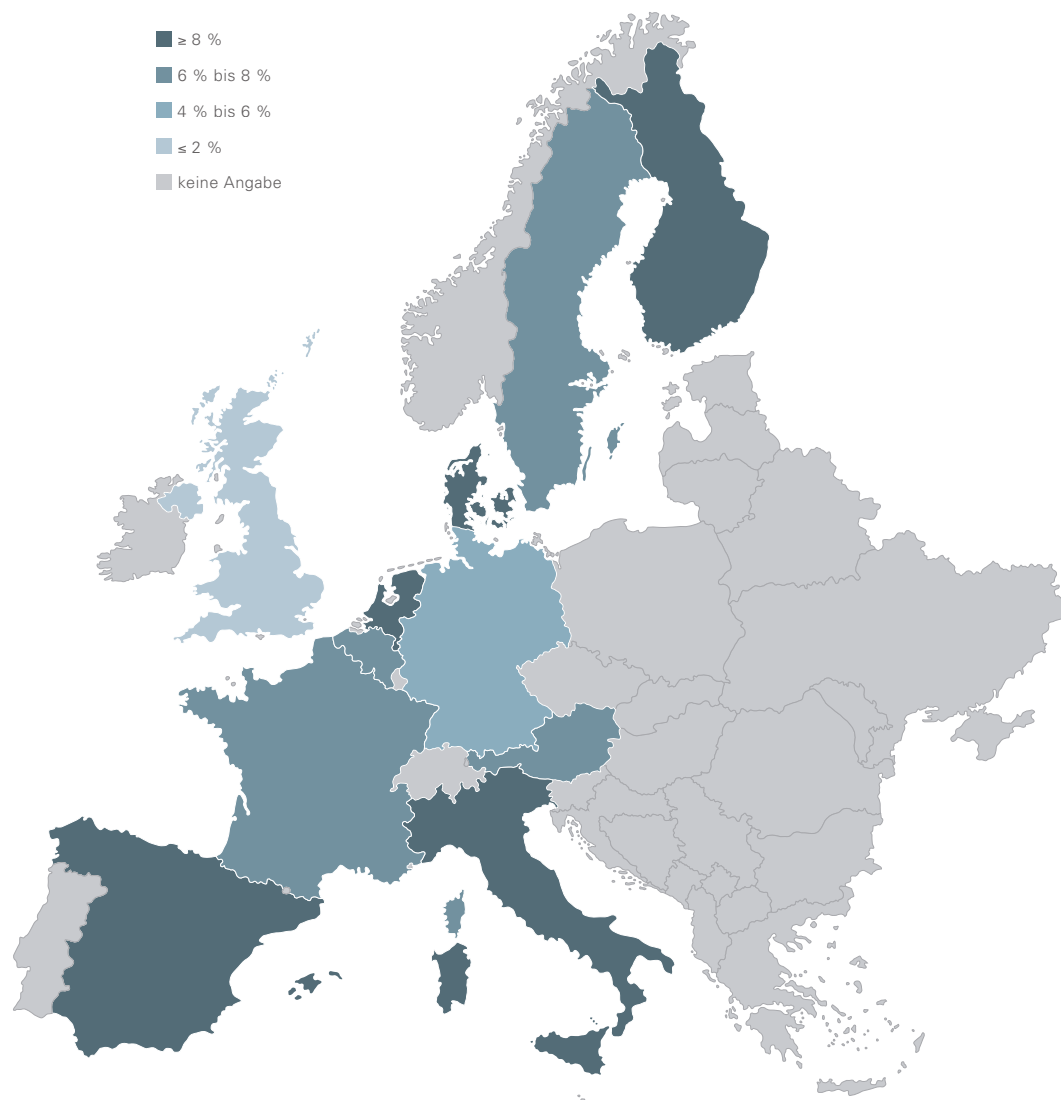 ≥ 8 %
6 % bis 8 %
4 % bis 6 %
≤ 2 %
keine Angabe